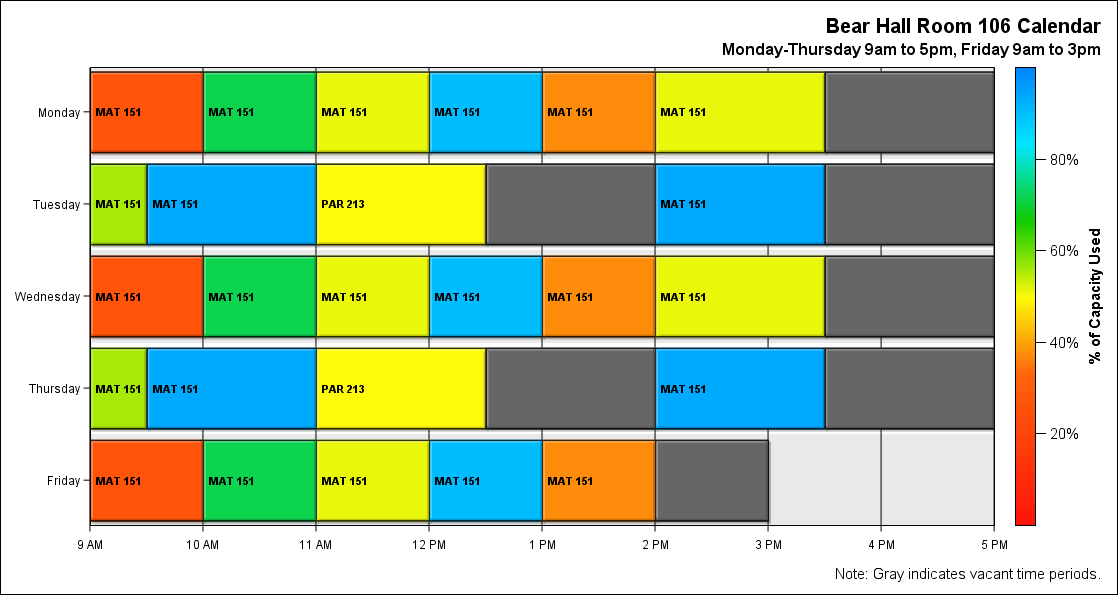 Bear Hall Room 106 Calendar
Monday-Thursday 9am to 5pm, Friday 9am to 3pm
Monday
MAT 151 MAT 151 MAT 151 MAT 151 MAT 151 MAT 151
Tuesday
MAT 151 MAT 151 PAR 213 MAT 151
Wednesday
MAT 151 MAT 151 MAT 151 MAT 151 MAT 151 MAT 151
Thursday
MAT 151 MAT 151 PAR 213 MAT 151
Friday
MAT 151 MAT 151 MAT 151 MAT 151 MAT 151
9 AM 10 AM 11 AM 12 PM 1 PM 2 PM 3 PM 4 PM 5 PM
80%
60%
40%
20%
% of Capacity Used
Note: Gray indicates vacant time periods.